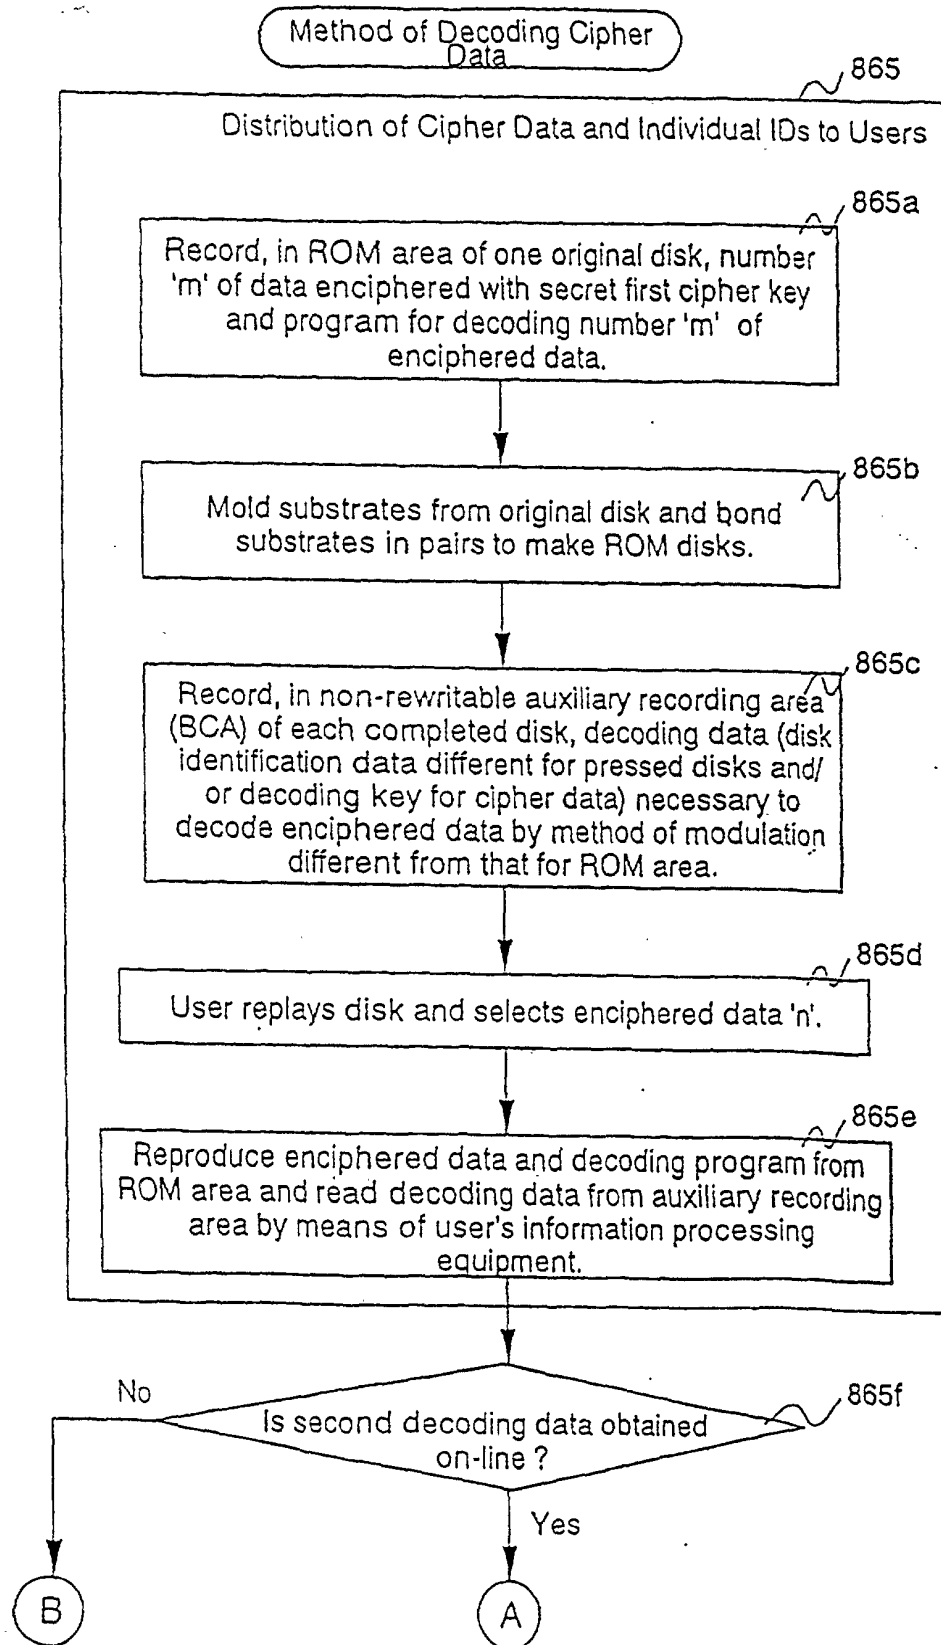 Method of Decoding Cipher
Data
865
Distribution of Cipher Data and Individual IDs to Users
865a
Record, in ROM area of one original disk, number
'm' of data enciphered with secret first cipher key
and program for decoding number 'm' of
enciphered data.
865b
Mold substrates from original disk and bond
substrates in pairs to make ROM disks.
865c
Record, in non-rewritable auxiliary recording area
(BCA) of each completed disk, decoding data (disk
identification data different for pressed disks and/
or decoding key for cipher data) necessary to
decode enciphered data by method of modulation
different from that for ROM area.
865d
User replays disk and selects enciphered data 'n'.
865e
Reproduce enciphered data and decoding program from
ROM area and read decoding data from auxiliary recording
area by means of user's information processing
equipment.
865f
No
Is second decoding data obtained
on-line ?
Yes
B
A